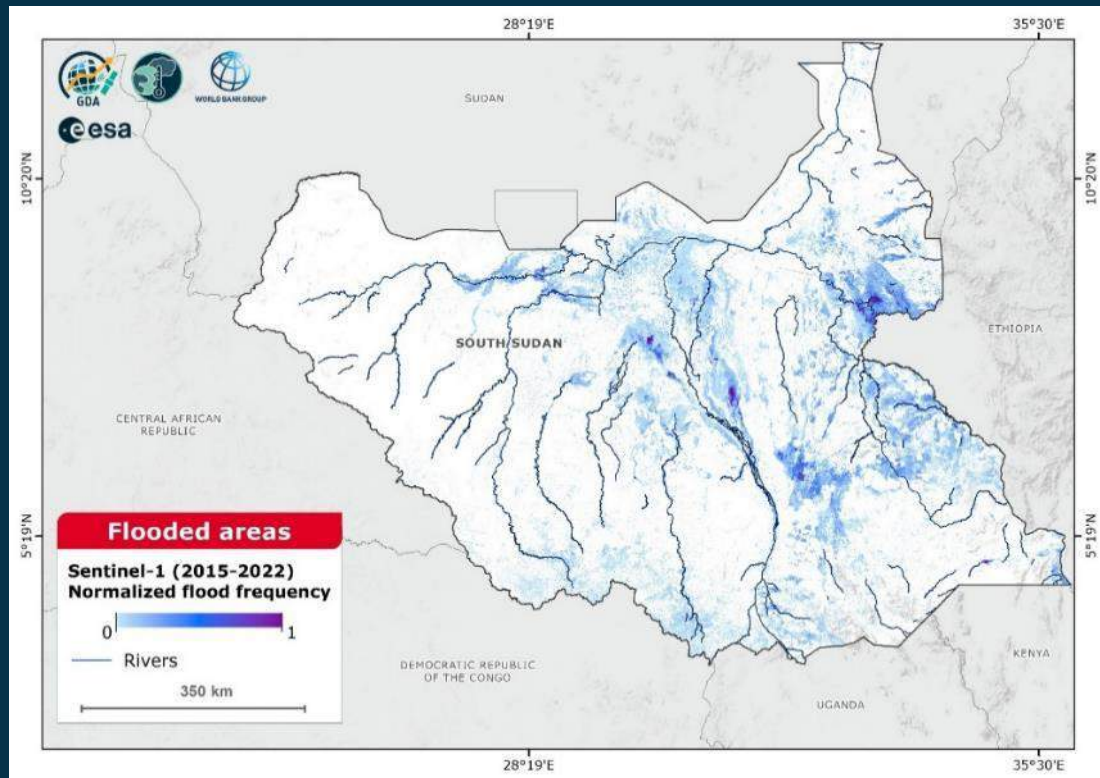 28°19'E
35°30'E
GDA
WORLD BANK GROUP
esa
SUDAN
10°20'N
10°20'N
SOUTH SUDAN
ETHIOPIA
CENTRAL AFRICAN
REPUBLIC
5°19'N
5°19'N
Flooded areas
Sentinel-1 (2015-2022)
Normalized flood frequency
0
1
Rivers
350 km
DEMOCRATIC REPUBLIC
OF THE CONGO
KENYA
UGANDA
28°19'E
35°30'E